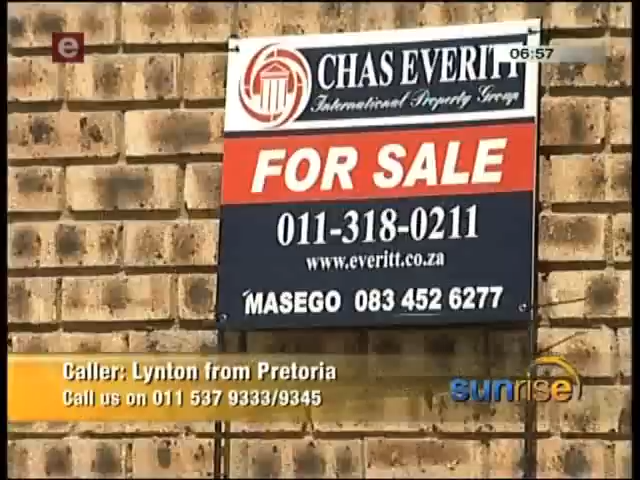 e
CHAS EVERITT
06:57
International Property Group
FOR SALE
011-318-0211
www.everitt.co.za
MASEGO 083 452 6277
Caller: Lynton from Pretoria
Call us on 011 537 9333/9345
sunrise